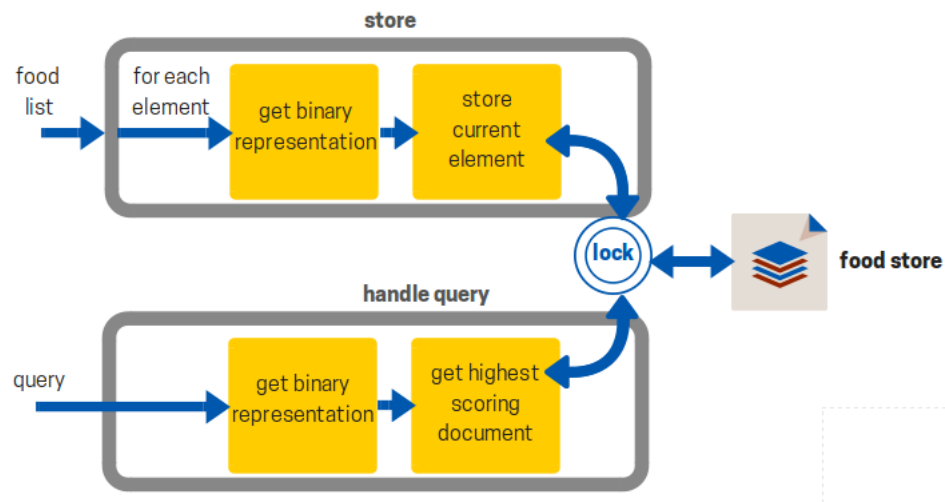 store
food
list
for each
element
get binary
representation
store
current
element
lock
food store
handle query
query
get binary
representation
get highest
scoring
document